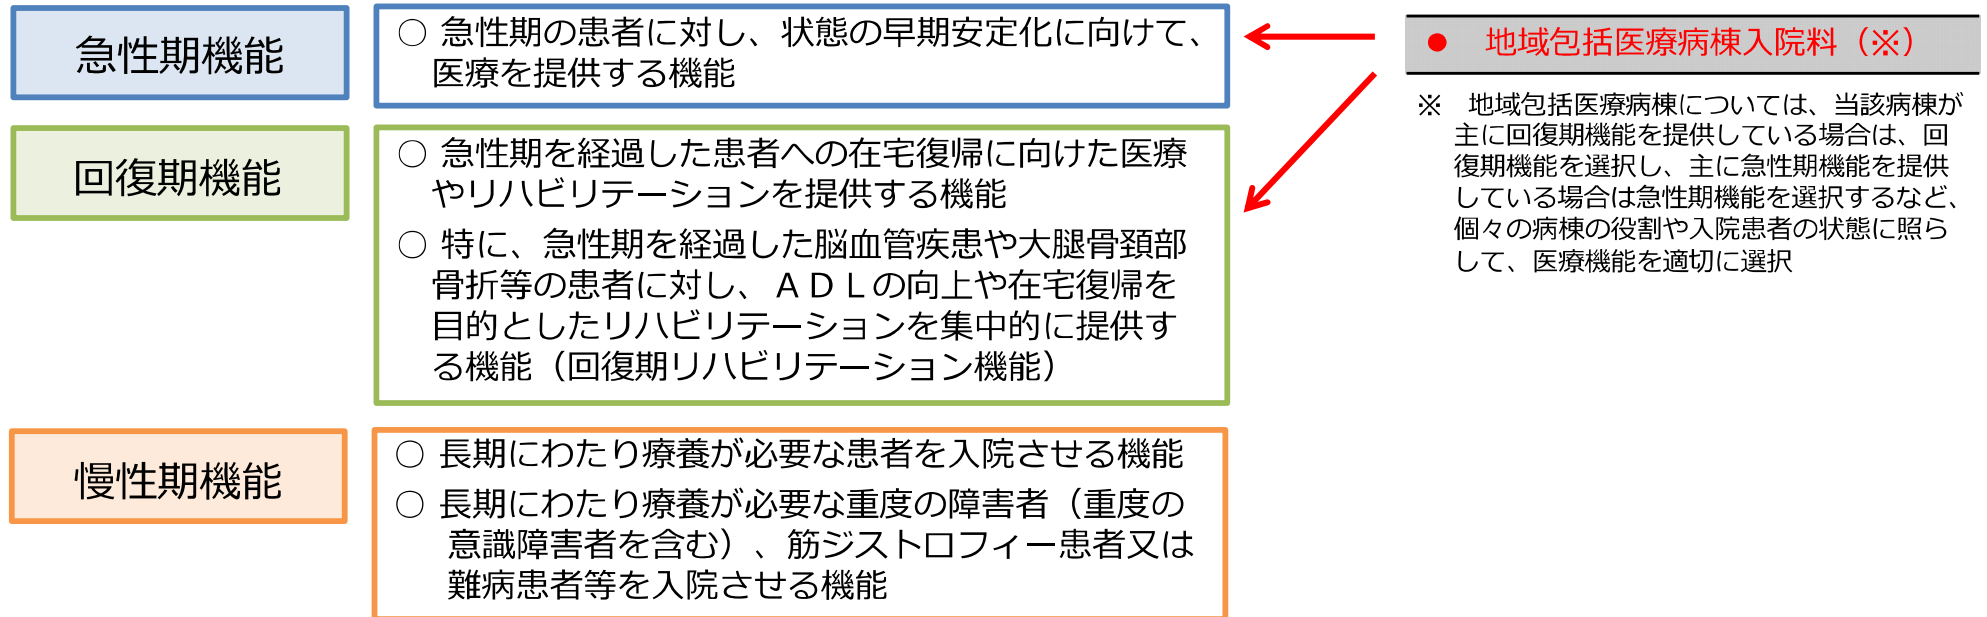 急性期機能
○ 急性期の患者に対し、状態の早期安定化に向けて、
医療を提供する機能
回復期機能
○ 急性期を経過した患者への在宅復帰に向けた医療
やリハビリテーションを提供する機能
○ 特に、急性期を経過した脳血管疾患や大腿骨頚部
骨折等の患者に対し、ＡＤＬの向上や在宅復帰を
目的としたリハビリテーションを集中的に提供す
る機能（回復期リハビリテーション機能）
慢性期機能
○ 長期にわたり療養が必要な患者を入院させる機能
○ 長期にわたり療養が必要な重度の障害者（重度の
意識障害者を含む）、筋ジストロフィー患者又は
難病患者等を入院させる機能
● 地域包括医療病棟入院料（※）
※ 地域包括医療病棟については、当該病棟が
主に回復期機能を提供している場合は、回
復期機能を選択し、主に急性期機能を提供
している場合は急性期機能を選択するなど、
個々の病棟の役割や入院患者の状態に照ら
して、医療機能を適切に選択